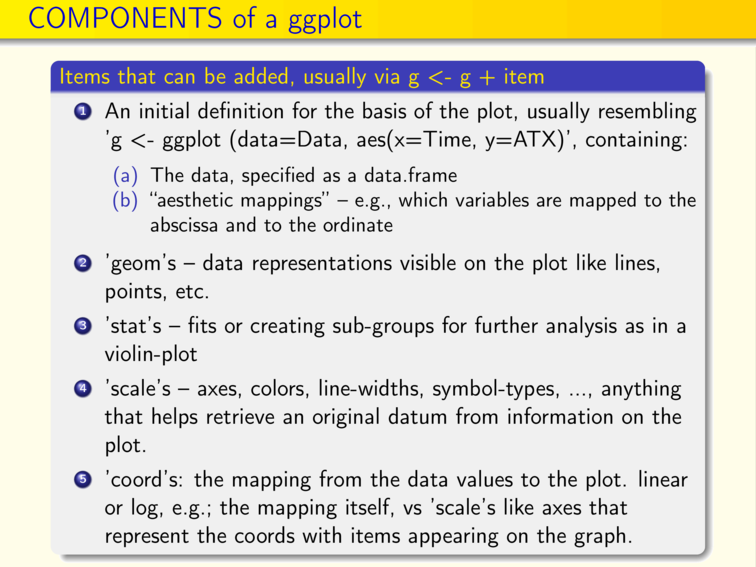 COMPONENTS of a ggplot
Items that can be added, usually via g <- g + item
1 An initial definition for the basis of the plot, usually resembling
'g <- ggplot (data=Data, aes(x=Time, y=ATX)', containing:
(a) The data, specified as a data.frame
(b) “aesthetic mappings” – e.g., which variables are mapped to the
abscissa and to the ordinate
2 'geom's – data representations visible on the plot like lines,
points, etc.
3 'stat's – fits or creating sub-groups for further analysis as in a
violin-plot
4 'scale's – axes, colors, line-widths, symbol-types, ..., anything
that helps retrieve an original datum from information on the
plot.
5 'coord's: the mapping from the data values to the plot. linear
or log, e.g.; the mapping itself, vs 'scale's like axes that
represent the coords with items appearing on the graph.